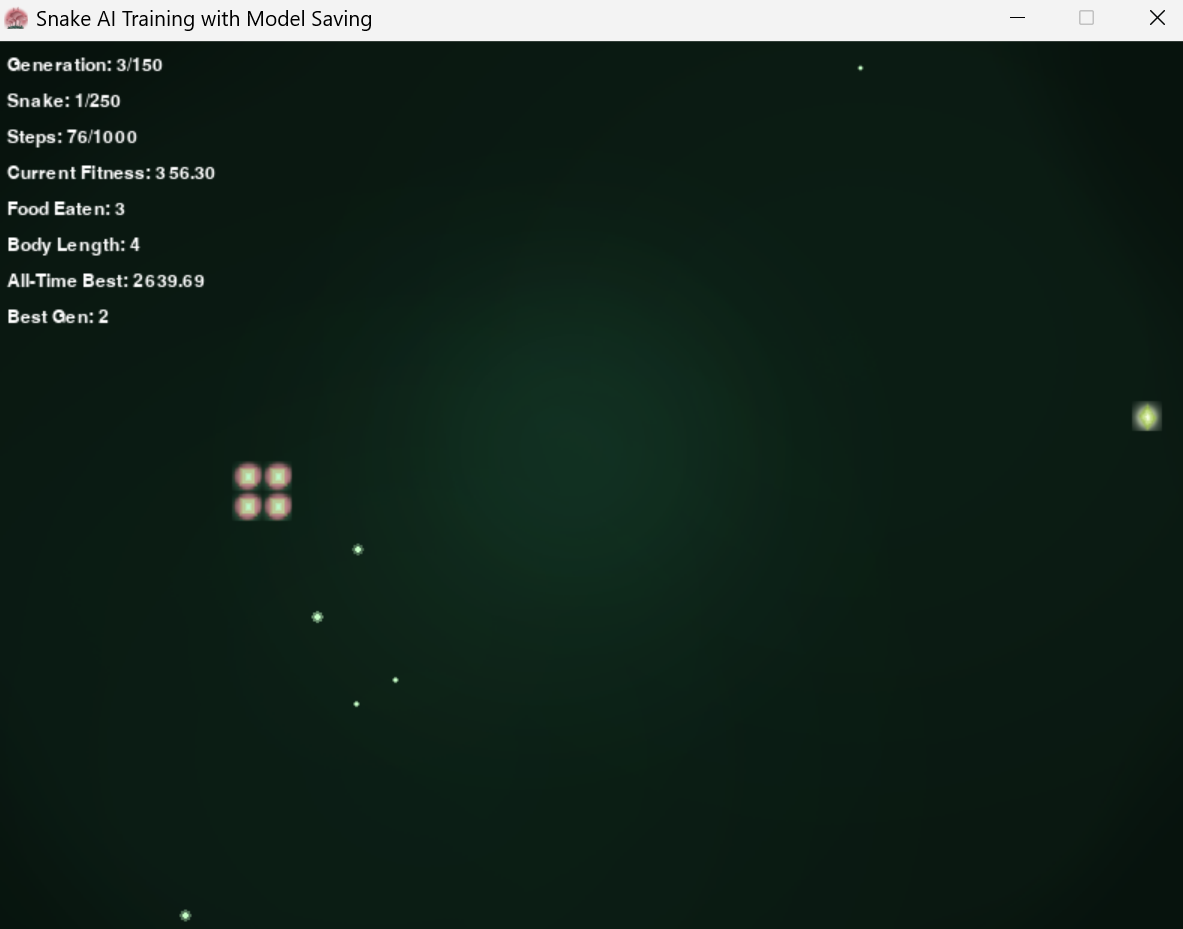 Snake AI Training with Model Saving
Generation: 3/150
Snake: 1/250
Steps: 76/1000
Current Fitness: 356.30
Food Eaten: 3
Body Length: 4
All-Time Best: 2639.69
Best Gen: 2